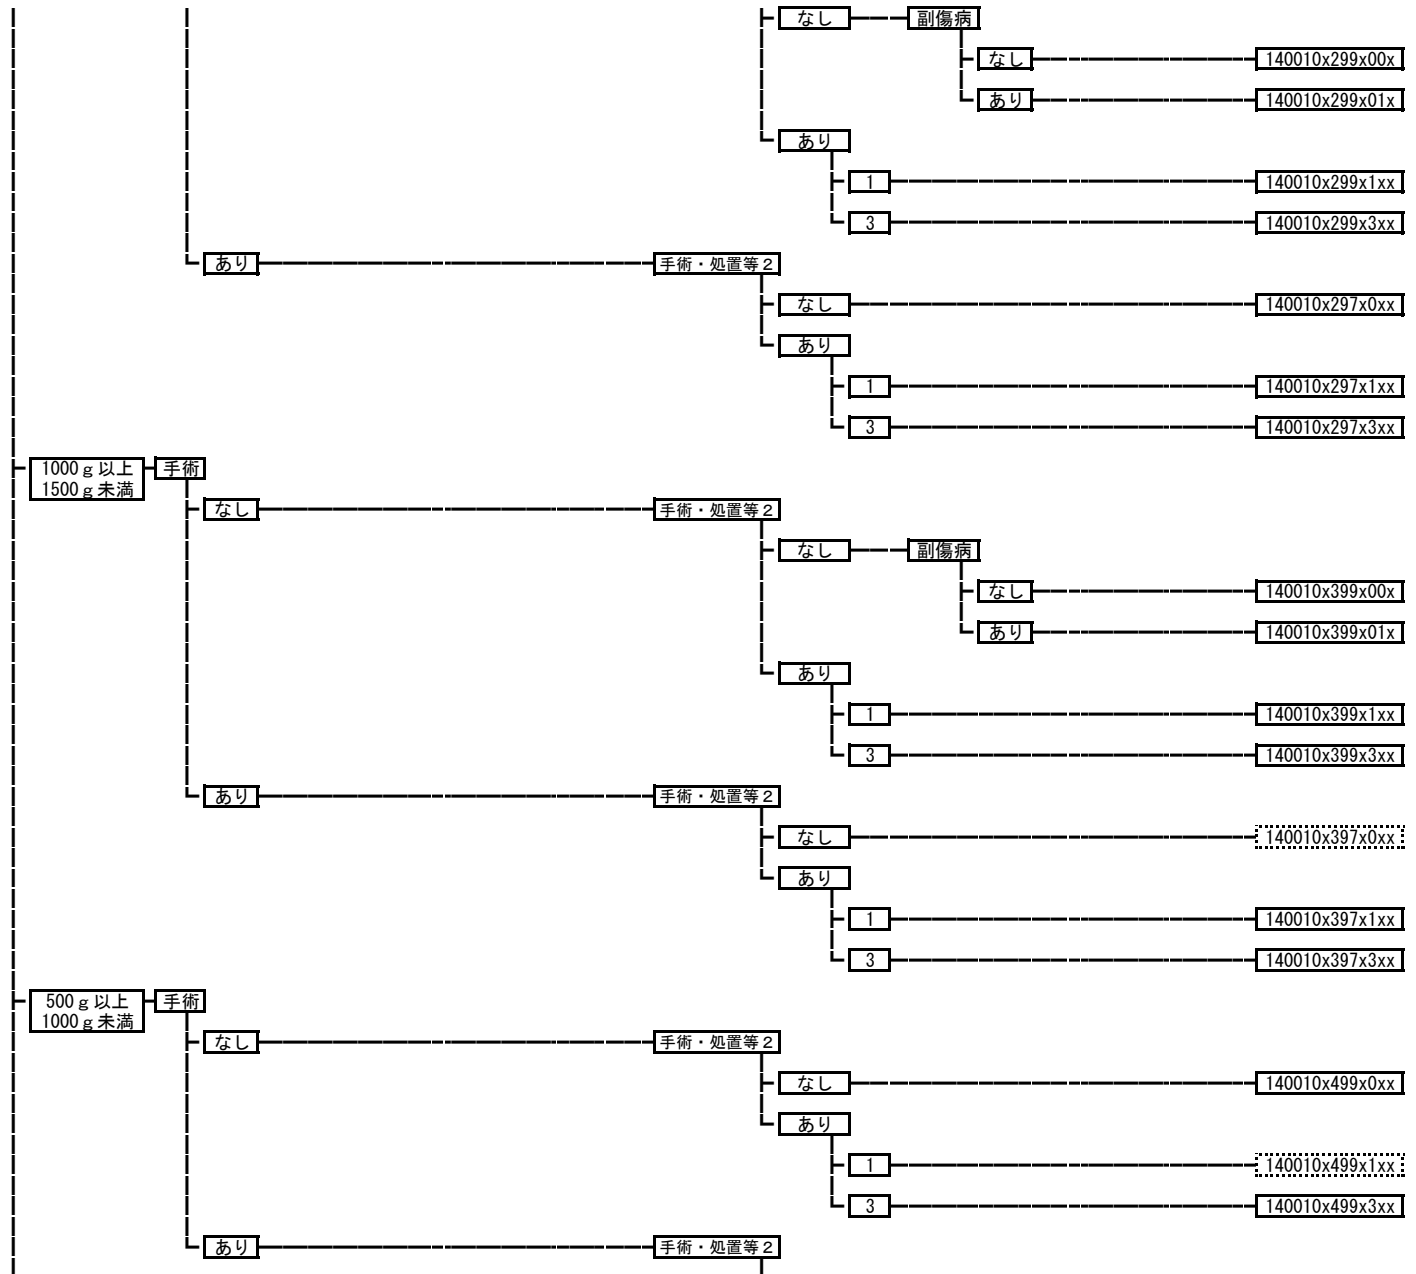 なし 副傷病
なし 140010x299x00x
あり 140010x299x01x
あり
1 140010x299x1xx
3 140010x299x3xx
あり 手術・処置等２
なし 140010x297x0xx
あり
1 140010x297x1xx
3 140010x297x3xx
1000ｇ以上 手術
1500ｇ未満
なし 手術・処置等２
なし 副傷病
なし 140010x399x00x
あり 140010x399x01x
あり
1 140010x399x1xx
3 140010x399x3xx
あり 手術・処置等２
なし 140010x397x0xx
あり
1 140010x397x1xx
3 140010x397x3xx
500ｇ以上 手術
1000ｇ未満
なし 手術・処置等２
なし 140010x499x0xx
あり
1 140010x499x1xx
3 140010x499x3xx
あり 手術・処置等２